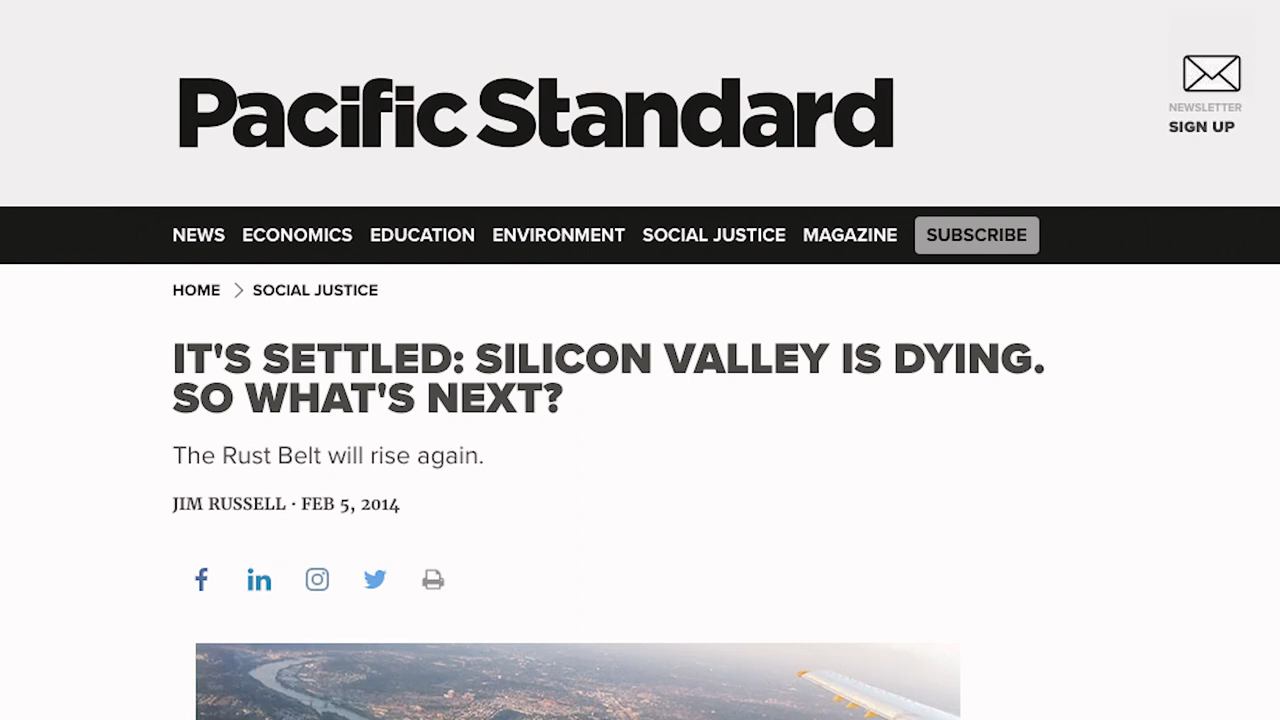 Pacific Standard
NEWSLETTER
SIGN UP
NEWS ECONOMICS EDUCATION ENVIRONMENT SOCIAL JUSTICE MAGAZINE SUBSCRIBE
HOME > SOCIAL JUSTICE
IT'S SETTLED: SILICON VALLEY IS DYING.
SO WHAT'S NEXT?
The Rust Belt will rise again.
JIM RUSSELL · FEB 5, 2014